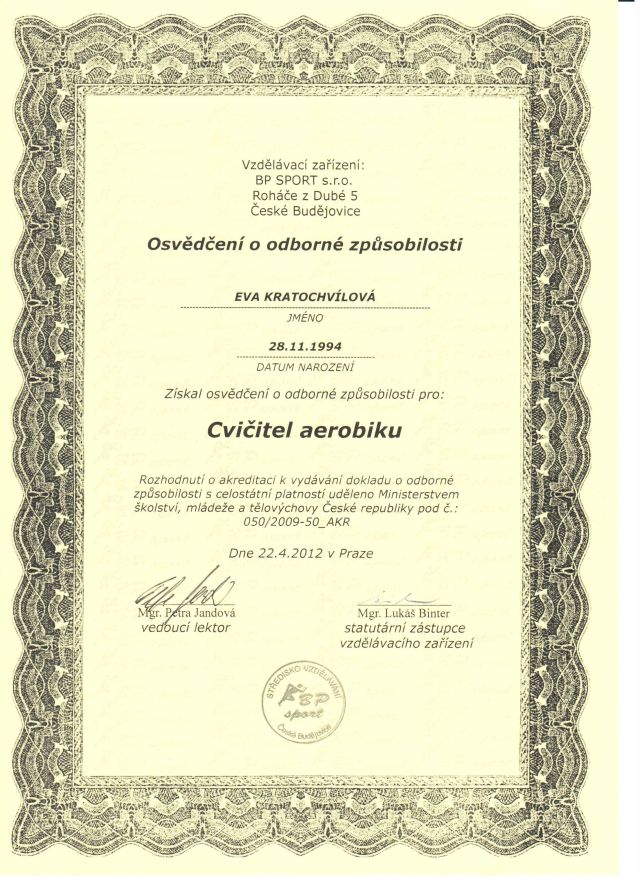 Vzdělávací zařízení:
BP SPORT s.r.o.
Roháče z Dubé 5
České Budějovice
Osvědčení o odborné způsobilosti
EVA KRATOCHVÍLOVÁ
JMÉNO
28.11.1994
DATUM NAROZENÍ
Získal osvědčení o odborné způsobilosti pro:
Cvičitel aerobiku
Rozhodnutí o akreditaci k vydávání dokladu o odborné
způsobilosti s celostátní platností uděleno Ministerstvem
školství, mládeže a tělovýchovy České republiky pod č.:
050/2009-50_AKR
Dne 22.4.2012 v Praze
Mgr. Petra Jandová
vedoucí lektor
Mgr. Lukáš Binter
statutární zástupce
vzdělávacího zařízení
STŘEDISKO VZDĚLÁVÁNÍ
BP
sport
České Budějovice